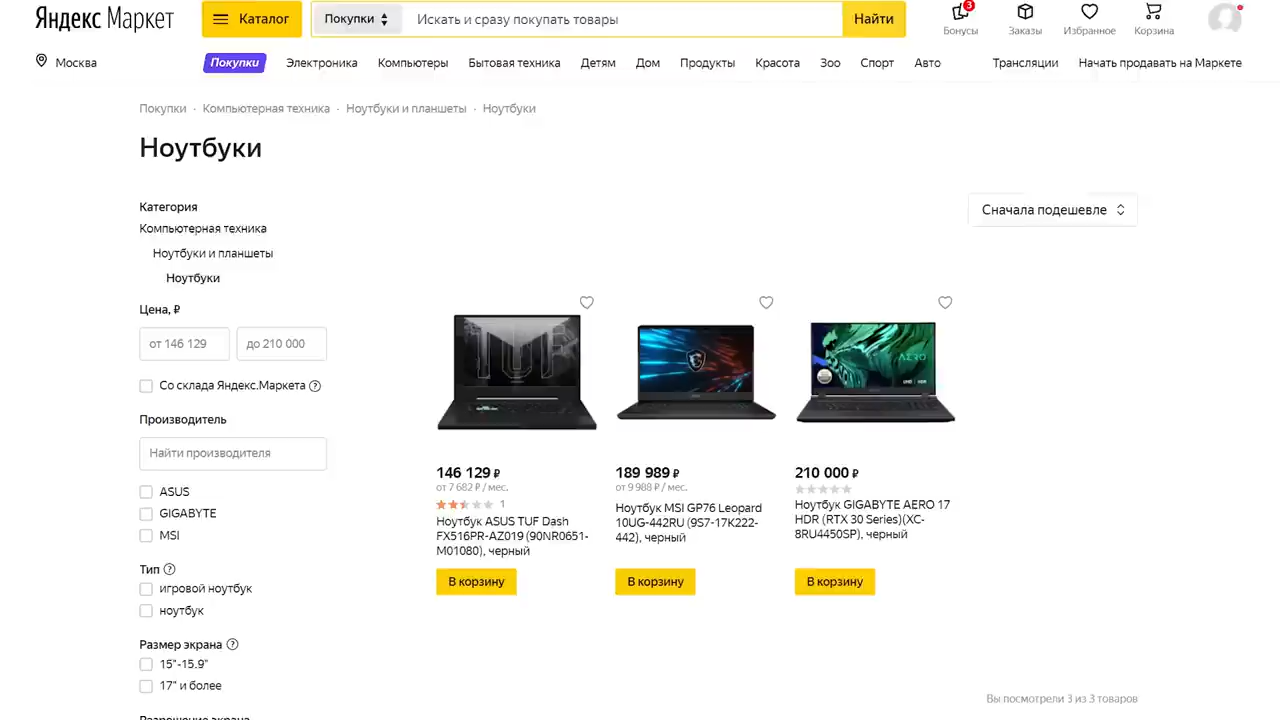 Яндекс Маркет
Каталог
Покупки
Искать и сразу покупать товары
Найти
3
Бонусы
Заказы
Избранное
Корзина
Москва
Покупки
Электроника
Компьютеры
Бытовая техника
Детям
Дом
Продукты
Красота
Зоо
Спорт
Авто
Трансляции
Начать продавать на Маркете
Покупки · Компьютерная техника · Ноутбуки и планшеты · Ноутбуки
Ноутбуки
Сначала подешевле
Категория
Компьютерная техника
Ноутбуки и планшеты
Ноутбуки
Цена, ₽
от 146 129
до 210 000
Со склада Яндекс.Маркета ?
Производитель
Найти производителя
ASUS
GIGABYTE
MSI
Тип ?
игровой ноутбук
ноутбук
Размер экрана ?
15"-15.9"
17" и более
Разрешение экрана
TUF
146 129 ₽
от 7 682 ₽ / мес.
1
Ноутбук ASUS TUF Dash
FX516PR-AZ019 (90NR0651-
M01080), черный
В корзину
189 989 ₽
от 9 988 ₽ / мес.
Ноутбук MSI GP76 Leopard
10UG-442RU (9S7-17K222-
442), черный
В корзину
AERO
210 000 ₽
Ноутбук GIGABYTE AERO 17
HDR (RTX 30 Series)(XC-
8RU4450SP), черный
В корзину
Вы посмотрели 3 из 3 товаров